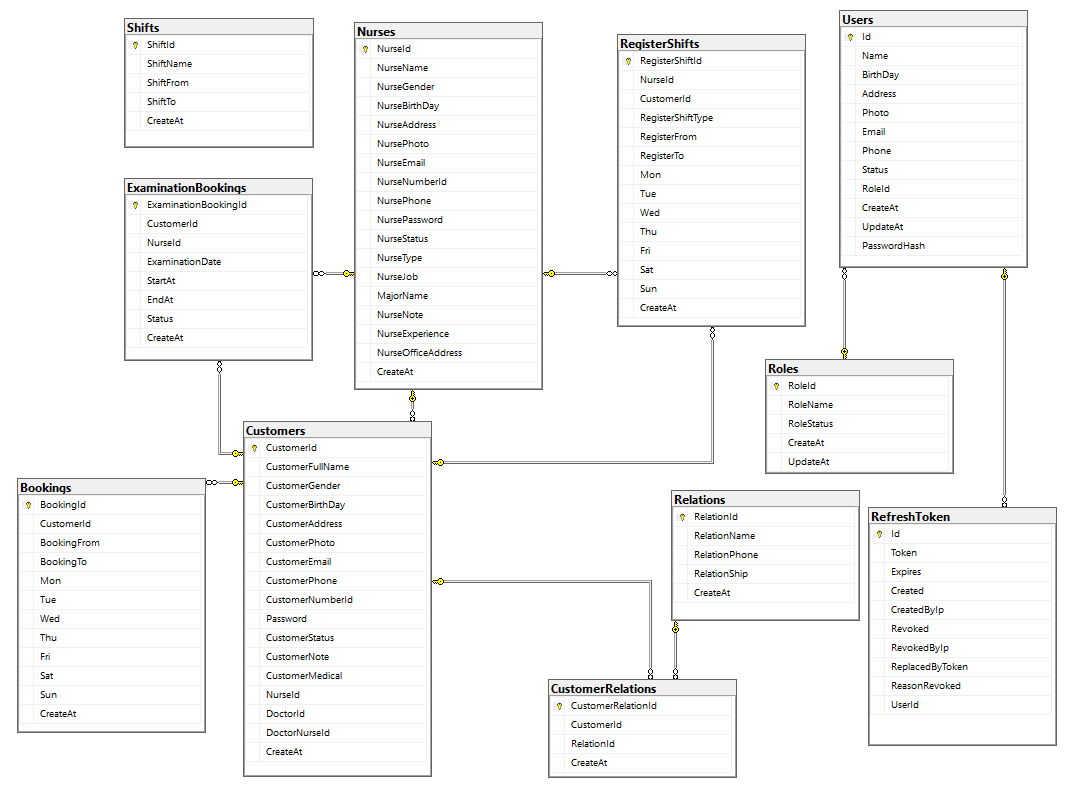 Shifts
ShiftId
ShiftName
ShiftFrom
ShiftTo
CreateAt
Nurses
NurseId
NurseName
NurseGender
NurseBirthDay
NurseAddress
NursePhoto
NurseEmail
NurseNumberId
NursePhone
NursePassword
NurseStatus
NurseType
NurseJob
MajorName
NurseNote
NurseExperience
NurseOfficeAddress
CreateAt
RegisterShifts
RegisterShiftId
NurseId
CustomerId
RegisterShiftType
RegisterFrom
RegisterTo
Mon
Tue
Wed
Thu
Fri
Sat
Sun
CreateAt
Users
Id
Name
BirthDay
Address
Photo
Email
Phone
Status
RoleId
CreateAt
UpdateAt
PasswordHash
ExaminationBookings
ExaminationBookingId
CustomerId
NurseId
ExaminationDate
StartAt
EndAt
Status
CreateAt
Roles
RoleId
RoleName
RoleStatus
CreateAt
UpdateAt
Customers
CustomerId
CustomerFullName
CustomerGender
CustomerBirthDay
CustomerAddress
CustomerPhoto
CustomerEmail
CustomerPhone
CustomerNumberId
Password
CustomerStatus
CustomerNote
CustomerMedical
NurseId
DoctorId
DoctorNurseId
CreateAt
Bookings
BookingId
CustomerId
BookingFrom
BookingTo
Mon
Tue
Wed
Thu
Fri
Sat
Sun
CreateAt
Relations
RelationId
RelationName
RelationPhone
RelationShip
CreateAt
RefreshToken
Id
Token
Expires
Created
CreatedByIp
Revoked
RevokedByIp
ReplacedByToken
ReasonRevoked
UserId
CustomerRelations
CustomerRelationId
CustomerId
RelationId
CreateAt